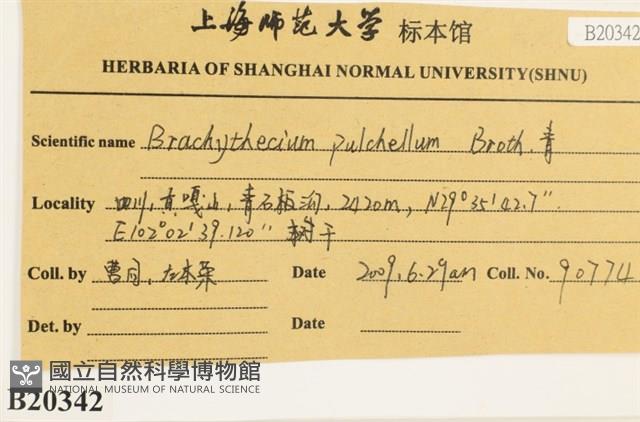 上海师范大学 标本馆
B20342
HERBARIA OF SHANGHAI NORMAL UNIVERSITY(SHNU)
Scientific name Brachythecium pulchellum Broth. 青
Locality 四川, 贡嘎山, 青石板沟, 2420m, N29°35'42.7''
E102°02'39.120'' 树干
Coll. by 曹同, 左本荣 Date 2009.6.29am Coll. No. 90774
Det. by Date
國立自然科學博物館
NATIONAL MUSEUM OF NATURAL SCIENCE
B20342